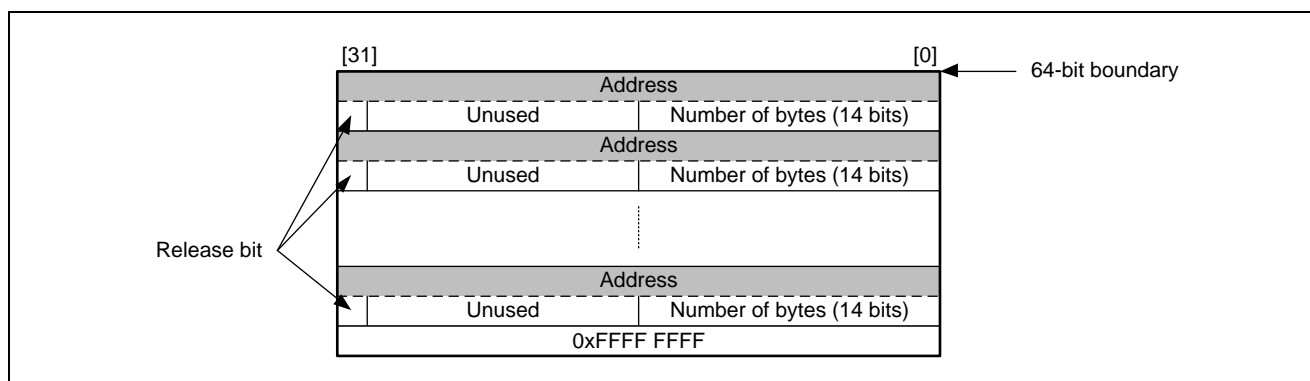 [31] [0]
64-bit boundary
Address
Unused Number of bytes (14 bits)
Address
Unused Number of bytes (14 bits)
Release bit
Address
Unused Number of bytes (14 bits)
0xFFFF FFFF